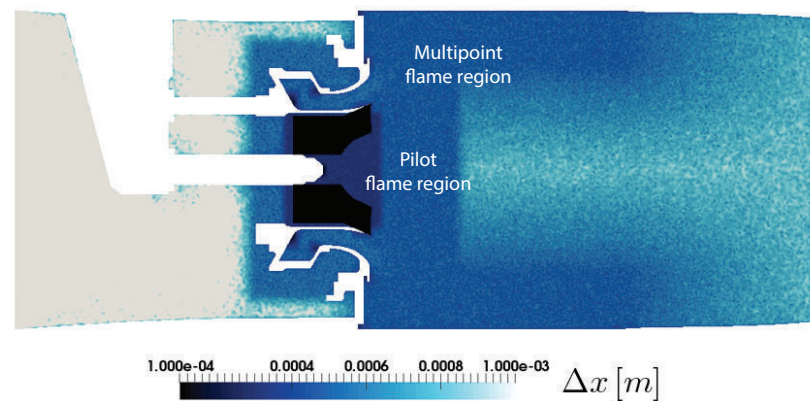 Multipoint
flame region
Pilot
flame region
1.000e-04 0.0004 0.0006 0.0008 1.000e-03
Δx [m]